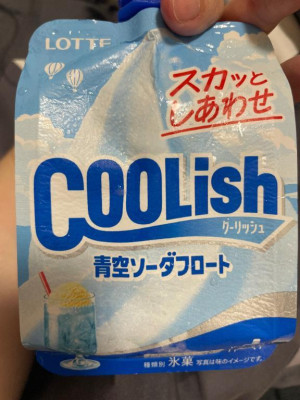 LOTTE
スカッと
しあわせ
COOLish
クーリッシュ
青空ソーダフロート
種類別 氷菓 写真は味のイメージです。